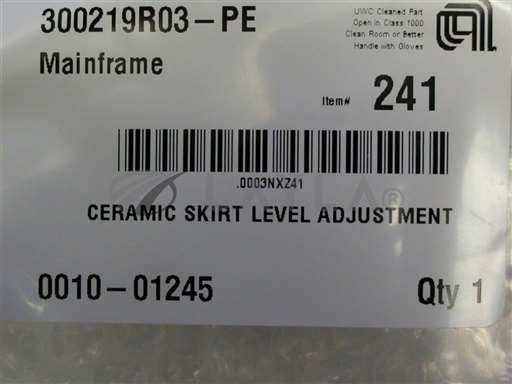 300219R03-PE
UWC Cleaned Part
Open in Class 1000
Clean Room or Better
Handle with Gloves
Mainframe
Item# 241
.0003NXZ41
CERAMIC SKIRT LEVEL ADJUSTMENT
0010-01245 Qty 1